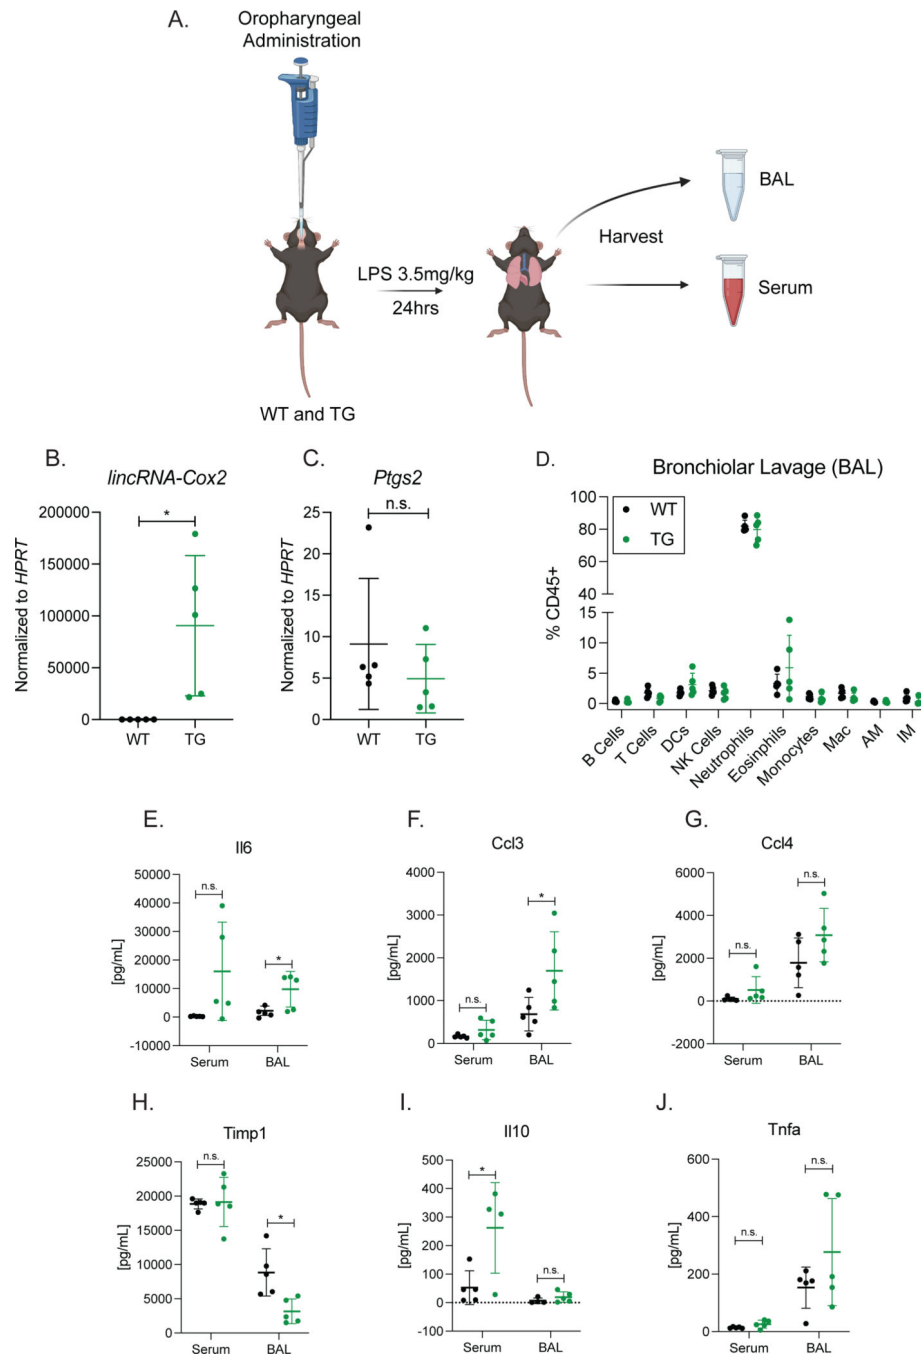 A.
Oropharyngeal
Administration
BAL
LPS 3.5mg/kg
24hrs
Harvest
Serum
WT and TG
B.
lincRNA-Cox2
*
Normalized to HPRT
200000
150000
100000
50000
0
WT
TG
C.
Ptgs2
n.s.
Normalized to HPRT
25
20
15
10
5
0
WT
TG
D.
Bronchiolar Lavage (BAL)
WT
TG
% CD45+
100
80
60
40
15
10
5
0
B Cells
T Cells
DCs
NK Cells
Neutrophils
Eosinphils
Monocytes
Mac
AM
IM
E.
Il6
n.s.
*
[pg/mL]
50000
40000
30000
20000
10000
0
-10000
Serum
BAL
F.
Ccl3
n.s.
*
[pg/mL]
4000
3000
2000
1000
0
Serum
BAL
G.
Ccl4
n.s.
n.s.
[pg/mL]
6000
4000
2000
0
-2000
Serum
BAL
H.
Timp1
n.s.
*
[pg/mL]
25000
20000
15000
10000
5000
0
Serum
BAL
I.
Il10
*
n.s.
[pg/mL]
500
400
300
200
100
0
-100
Serum
BAL
J.
Tnfa
n.s.
n.s.
[pg/mL]
600
400
200
0
Serum
BAL